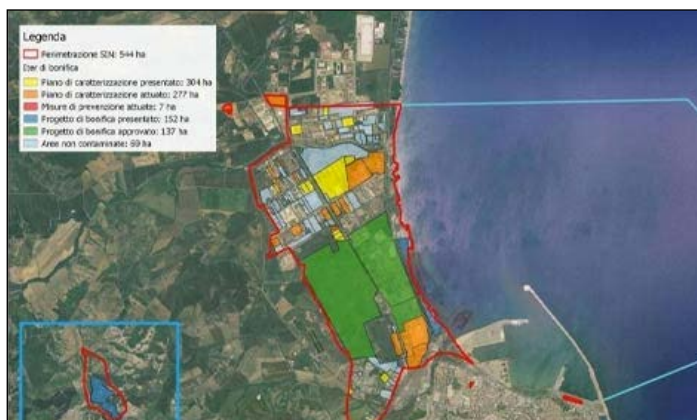 Legenda
Perimetrazione SIN: 544 ha
Iter di bonifica
Piano di caratterizzazione presentato: 304 ha
Piano di caratterizzazione attuato: 277 ha
Misure di prevenzione attuate: 7 ha
Progetto di bonifica presentato: 152 ha
Progetto di bonifica approvato: 137 ha
Aree non contaminate: 69 ha